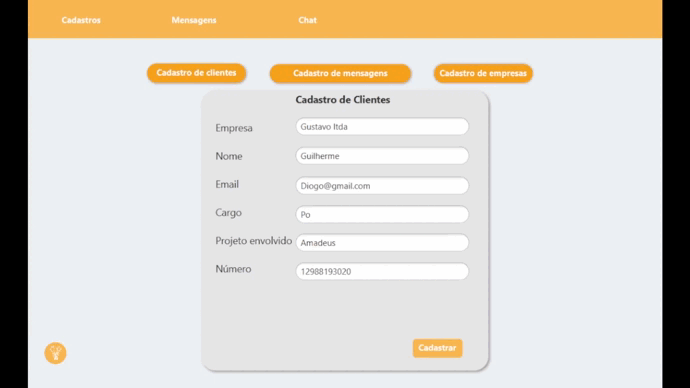 Cadastros Mensagens Chat
Cadastro de clientes Cadastro de mensagens Cadastro de empresas
Cadastro de Clientes
Empresa Gustavo ltda
Nome Guilherme
Email Diogo@gmail.com
Cargo Po
Projeto envolvido Amadeus
Número 12988193020
Cadastrar